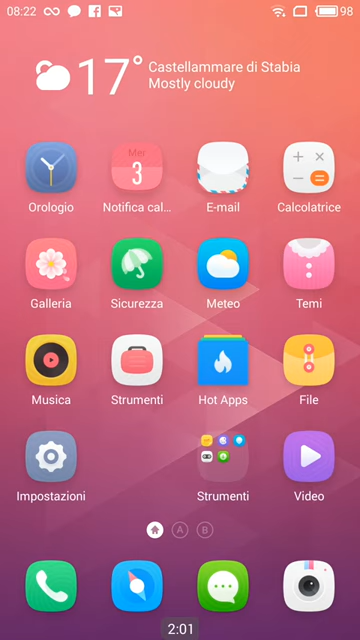 08:22
98
17°
Castellammare di Stabia
Mostly cloudy
Mer
3
Orologio
Notifica cal...
E-mail
Calcolatrice
Galleria
Sicurezza
Meteo
Temi
Musica
Strumenti
Hot Apps
File
Impostazioni
Strumenti
Video
A
B
2:01